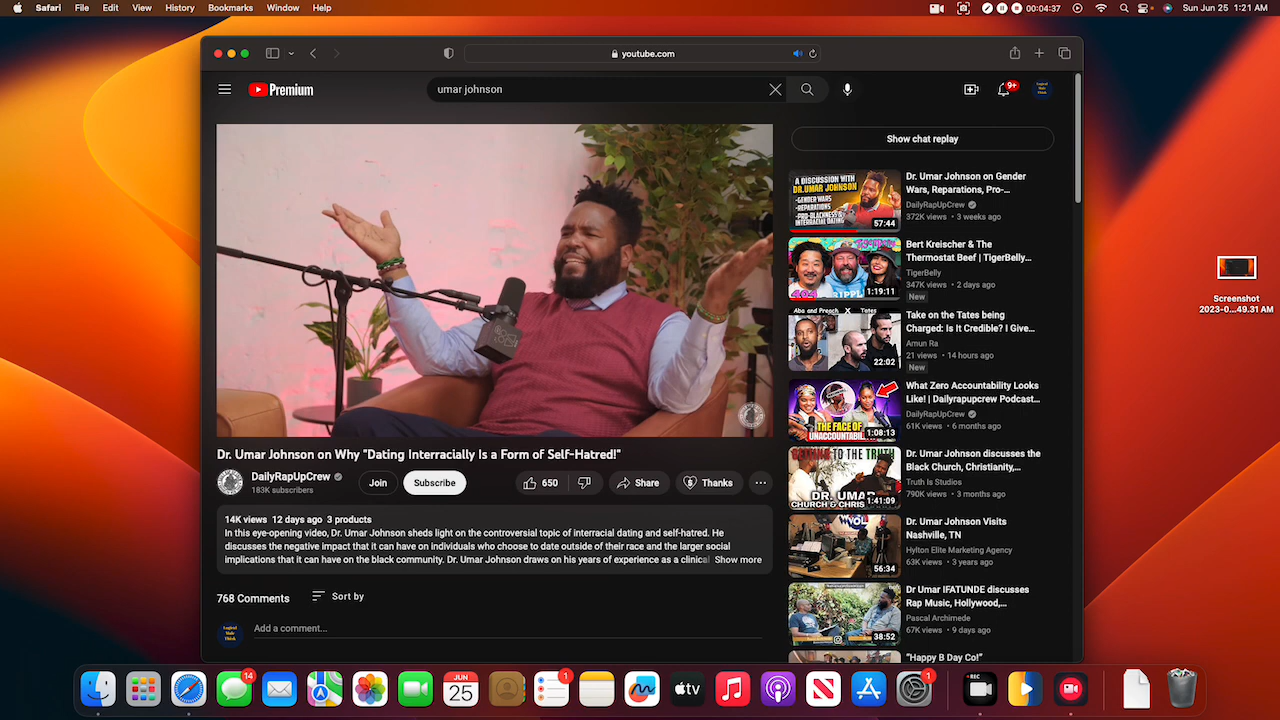 Safari File Edit View History Bookmarks Window Help
00:04:37
Sun Jun 25 1:21 AM
youtube.com
Premium
umar johnson
9+
Show chat replay
A DISCUSSION WITH
DR.UMAR JOHNSON
-GENDER
WARS
-REPARATIONS
57:44
Dr. Umar Johnson on Gender
Wars, Reparations, Pro-...
DailyRapUpCrew
372K views • 3 weeks ago
1:19:11
Bert Kreischer & The
Thermostat Beef | TigerBelly...
TigerBelly
347K views • 2 days ago
New
Aba and Preach X Tates
22:02
Take on the Tates being
Charged: Is It Credible? I Give...
Amun Ra
21 views • 14 hours ago
New
THE FACE OF
1:08:13
What Zero Accountability Looks
Like! | Dailyrapupcrew Podcast...
DailyRapUpCrew
61K views • 6 months ago
GETTING TO THE TRUTH
DR. UMAR
CHURCH & CHRIS
1:41:09
Dr. Umar Johnson discusses the
Black Church, Christianity,...
Truth Is Studios
790K views • 3 months ago
56:34
Dr. Umar Johnson Visits
Nashville, TN
Hylton Elite Marketing Agency
63K views • 3 years ago
38:52
Dr Umar IFATUNDE discusses
Rap Music, Hollywood,...
Pascal Archimede
67K views • 9 days ago
"Happy B Day Co!"
Dr. Umar Johnson on Why "Dating Interracially Is a Form of Self-Hatred!"
DailyRapUpCrew
183K subscribers
Join
Subscribe
650
Share
Thanks
14K views 12 days ago 3 products
In this eye-opening video, Dr. Umar Johnson sheds light on the controversial topic of interracial dating and self-hatred. He
discusses the negative impact that it can have on individuals who choose to date outside of their race and the larger social
implications that it can have on the black community. Dr. Umar Johnson draws on his years of experience as a clinical Show more
768 Comments
Sort by
Add a comment...
Screenshot
2023-0...49.31 AM
14
JUN
25
1
tv
1
REC